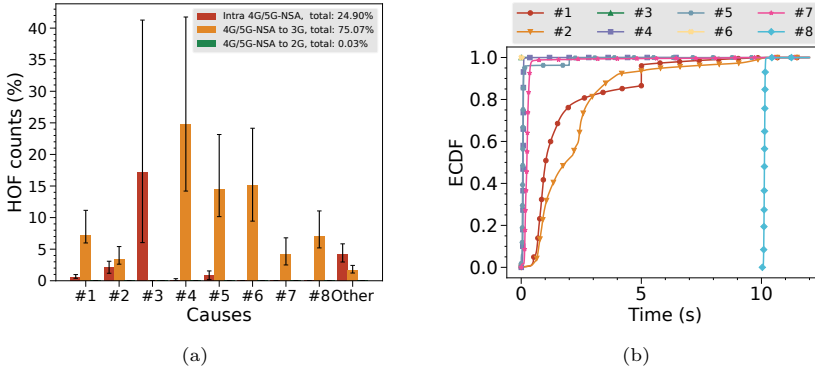 Intra 4G/5G-NSA, total: 24.90%
4G/5G-NSA to 3G, total: 75.07%
4G/5G-NSA to 2G, total: 0.03%
HOF counts (%)
40
35
30
25
20
15
10
5
0
#1 #2 #3 #4 #5 #6 #7 #8 Other
Causes
(a)
#1 #3 #5 #7
#2 #4 #6 #8
ECDF
1.0
0.8
0.6
0.4
0.2
0.0
0 5 10
Time (s)
(b)